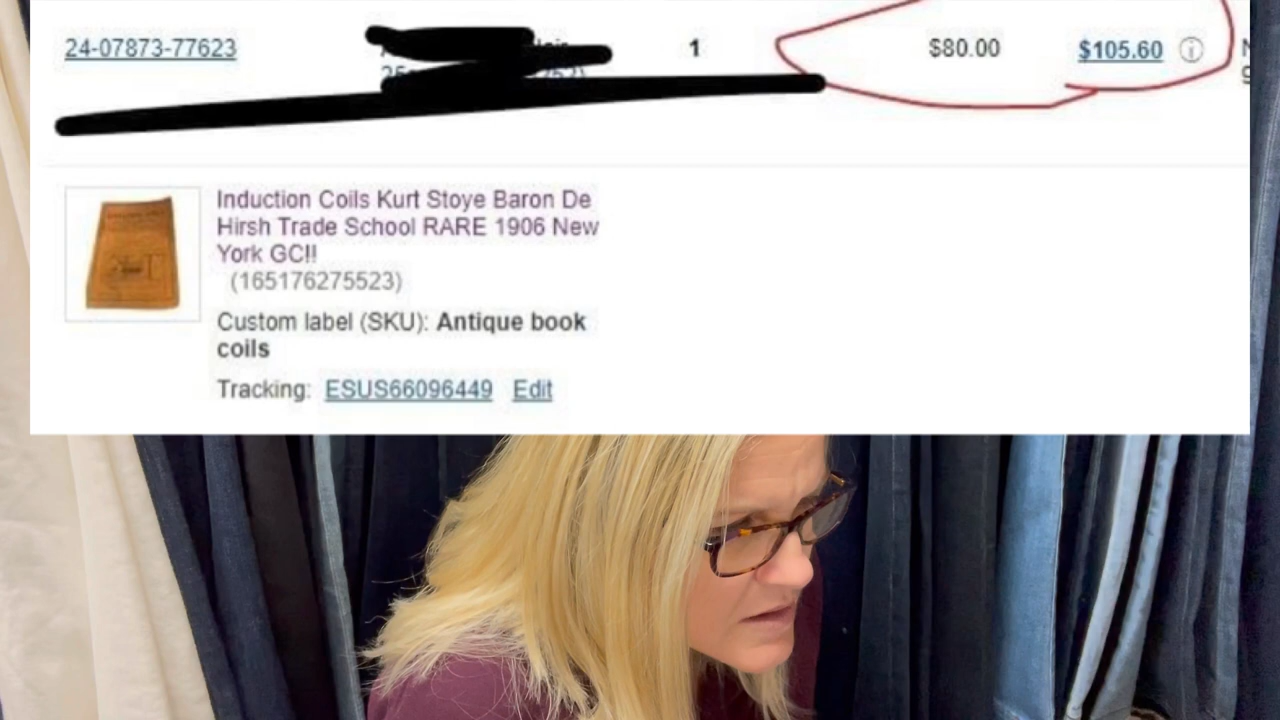 24-07873-77623 1 $80.00 $105.60
Induction Coils Kurt Stoye Baron De
Hirsh Trade School RARE 1906 New
York GC!!
(165176275523)
Custom label (SKU): Antique book
coils
Tracking: ESUS66096449 Edit